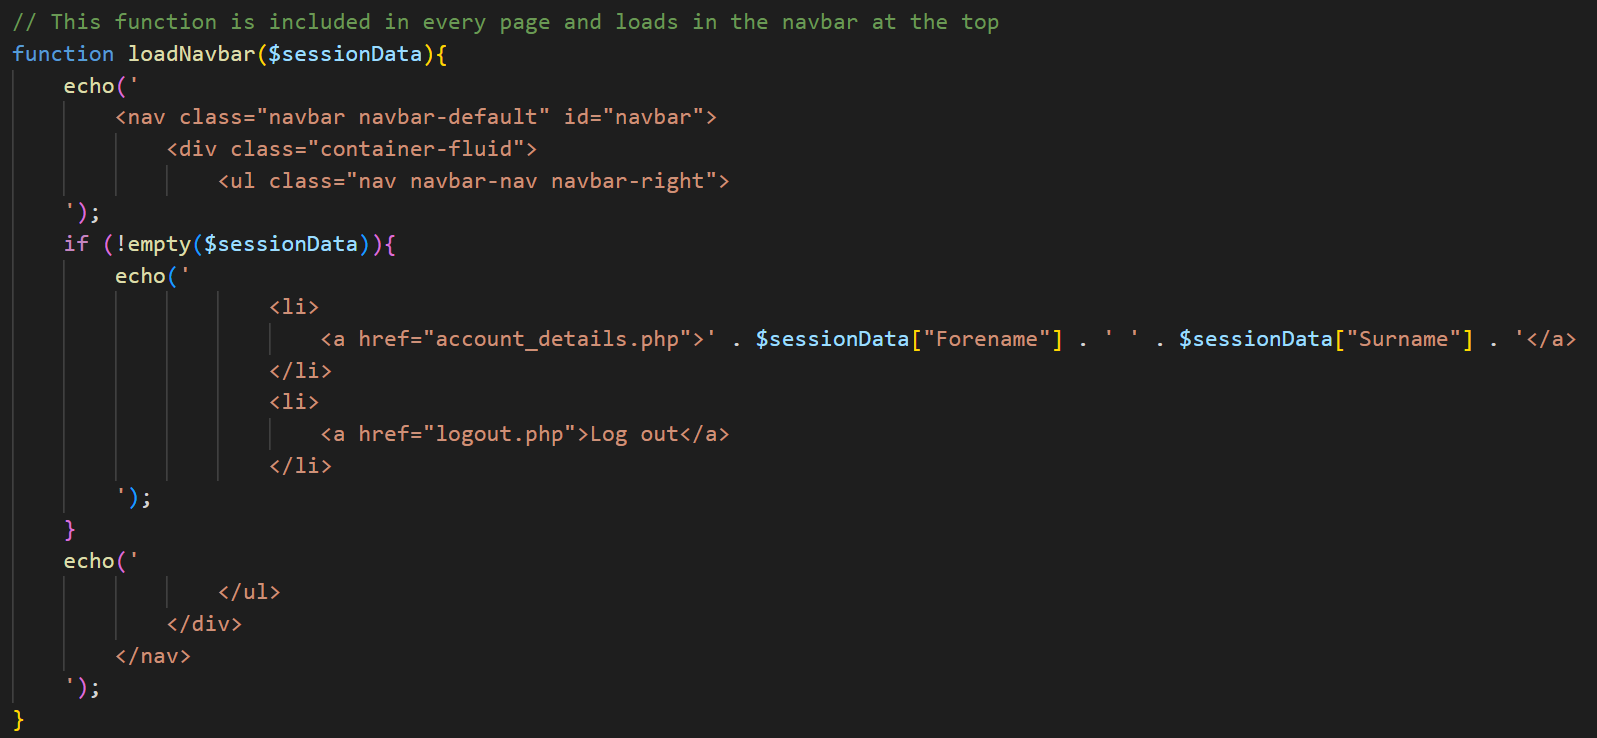 // This function is included in every page and loads in the navbar at the top
function loadNavbar($sessionData){
    echo('
        <nav class="navbar navbar-default" id="navbar">
            <div class="container-fluid">
                <ul class="nav navbar-nav navbar-right">
    ');
    if (!empty($sessionData)){
        echo('
                    <li>
                        <a href="account_details.php">' . $sessionData["Forename"] . ' ' . $sessionData["Surname"] . '</a>
                    </li>
                    <li>
                        <a href="logout.php">Log out</a>
                    </li>
        ');
    }
    echo('
                </ul>
            </div>
        </nav>
    ');
}